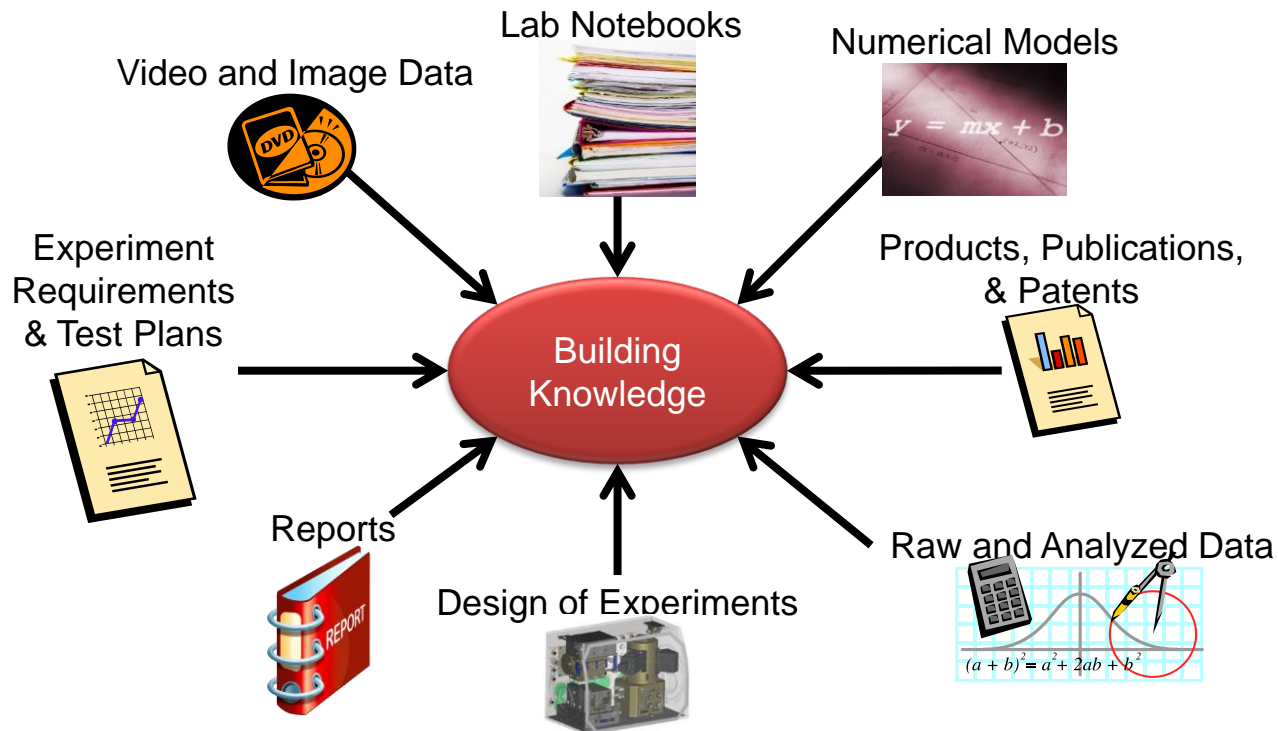 Lab Notebooks
Numerical Models
Video and Image Data
DVD
y = mx + b
Experiment
Requirements
& Test Plans
Products, Publications,
& Patents
Building
Knowledge
Reports
REPORT
Design of Experiments
Raw and Analyzed Data
(a + b)² = a² + 2ab + b²